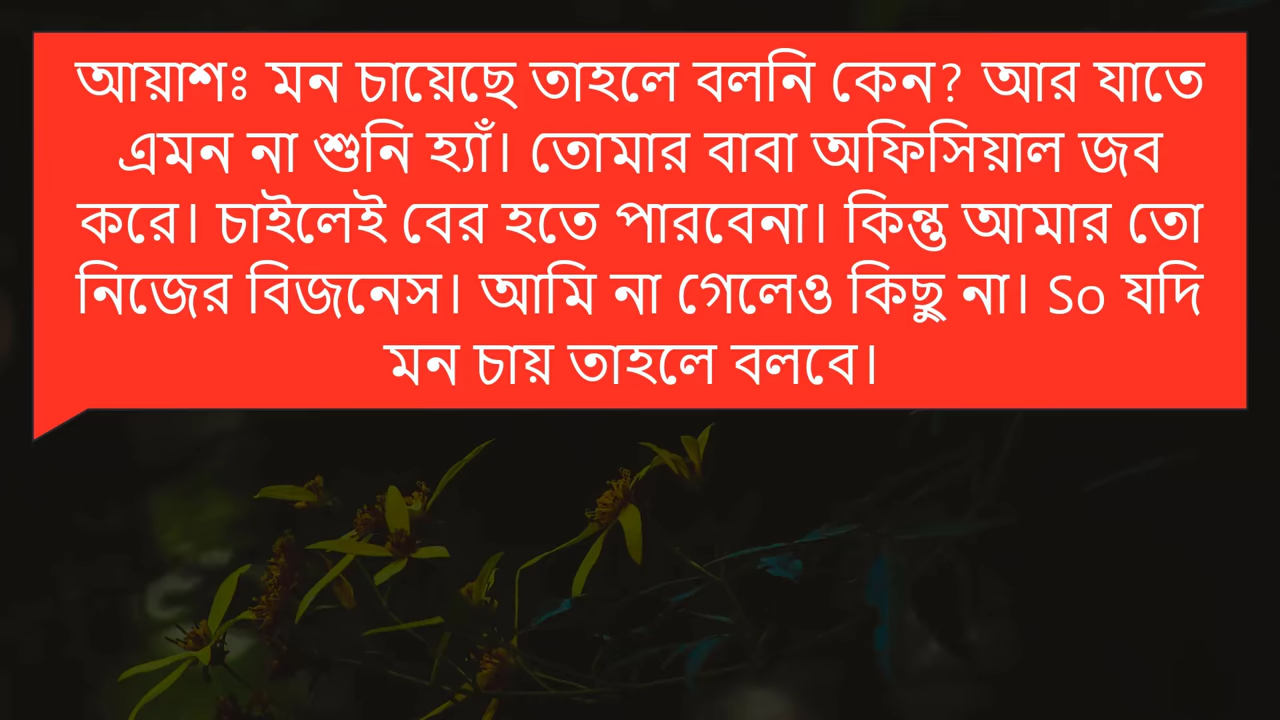 আয়াশঃ মন চায়েছে তাহলে বলনি কেন? আর যাতে
এমন না শুনি হ্যাঁ। তোমার বাবা অফিসিয়াল জব
করে। চাইলেই বের হতে পারবেনা। কিন্তু আমার তো
নিজের বিজনেস। আমি না গেলেও কিছু না। So যদি
মন চায় তাহলে বলবে।